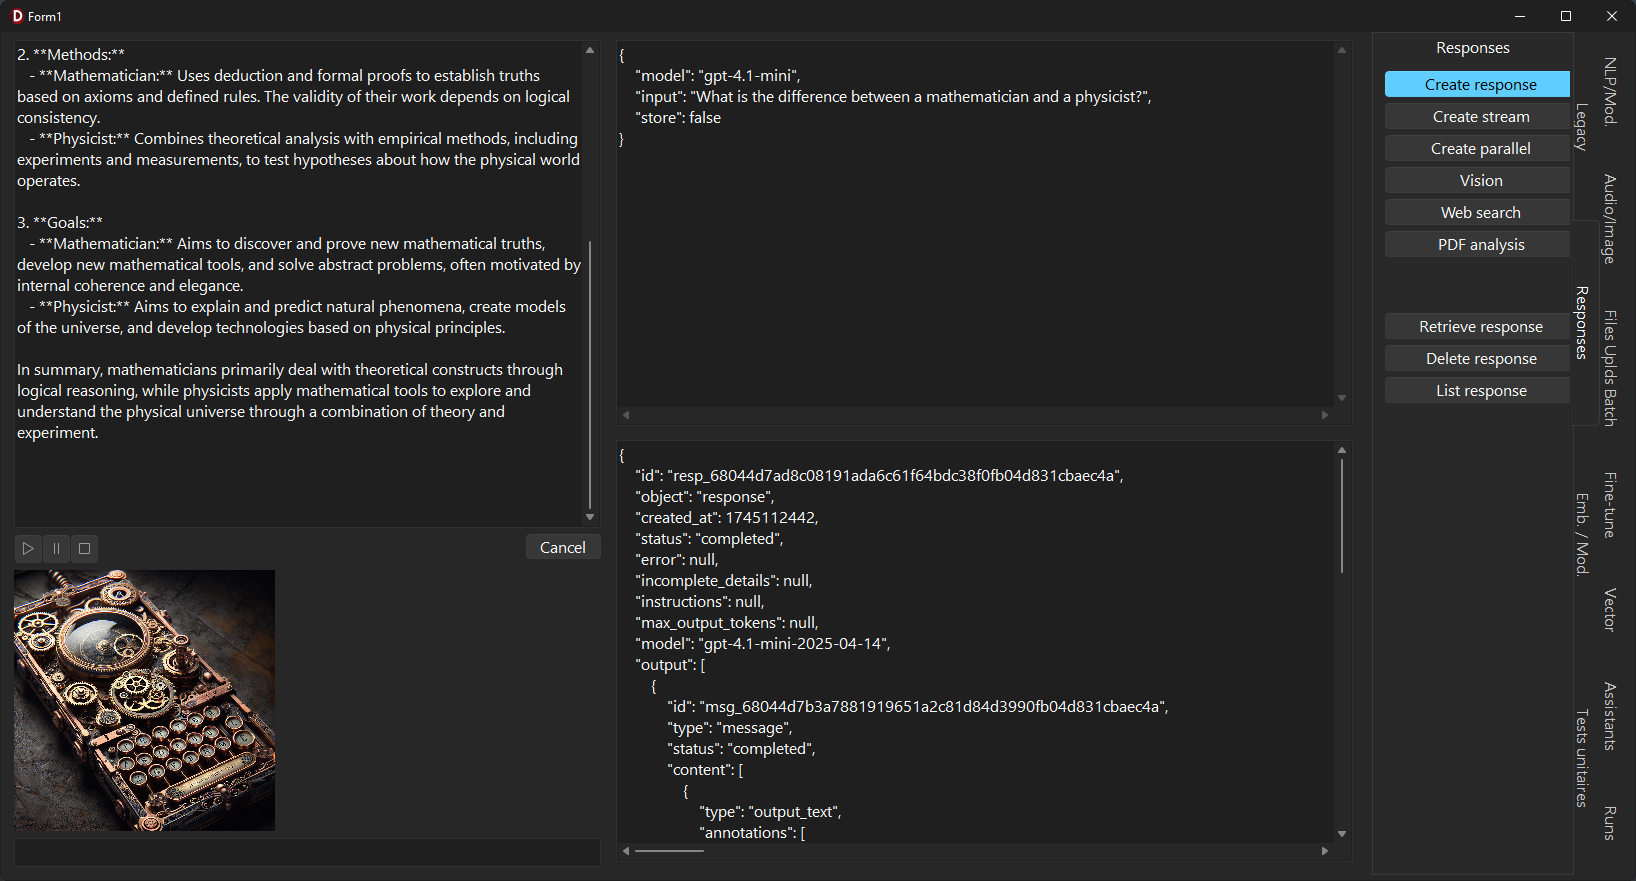 Form1
2. **Methods:**
- **Mathematician:** Uses deduction and formal proofs to establish truths
based on axioms and defined rules. The validity of their work depends on logical
consistency.
- **Physicist:** Combines theoretical analysis with empirical methods, including
experiments and measurements, to test hypotheses about how the physical world
operates.
3. **Goals:**
- **Mathematician:** Aims to discover and prove new mathematical truths,
develop new mathematical tools, and solve abstract problems, often motivated by
internal coherence and elegance.
- **Physicist:** Aims to explain and predict natural phenomena, create models
of the universe, and develop technologies based on physical principles.
In summary, mathematicians primarily deal with theoretical constructs through
logical reasoning, while physicists apply mathematical tools to explore and
understand the physical universe through a combination of theory and
experiment.
Cancel
{
"model": "gpt-4.1-mini",
"input": "What is the difference between a mathematician and a physicist?",
"store": false
}
{
"id": "resp_68044d7ad8c08191ada6c61f64bdc38f0fb04d831cbaec4a",
"object": "response",
"created_at": 1745112442,
"status": "completed",
"error": null,
"incomplete_details": null,
"instructions": null,
"max_output_tokens": null,
"model": "gpt-4.1-mini-2025-04-14",
"output": [
{
"id": "msg_68044d7b3a7881919651a2c81d84d3990fb04d831cbaec4a",
"type": "message",
"status": "completed",
"content": [
{
"type": "output_text",
"annotations": [
Responses
Create response
Create stream
Create parallel
Vision
Web search
PDF analysis
Retrieve response
Delete response
List response
Legacy
Responses
Emb. / Mod.
Tests unitaires
NLP/Mod.
Audio/Image
Files Uplds Batch
Fine-tune
Vector
Assistants
Runs